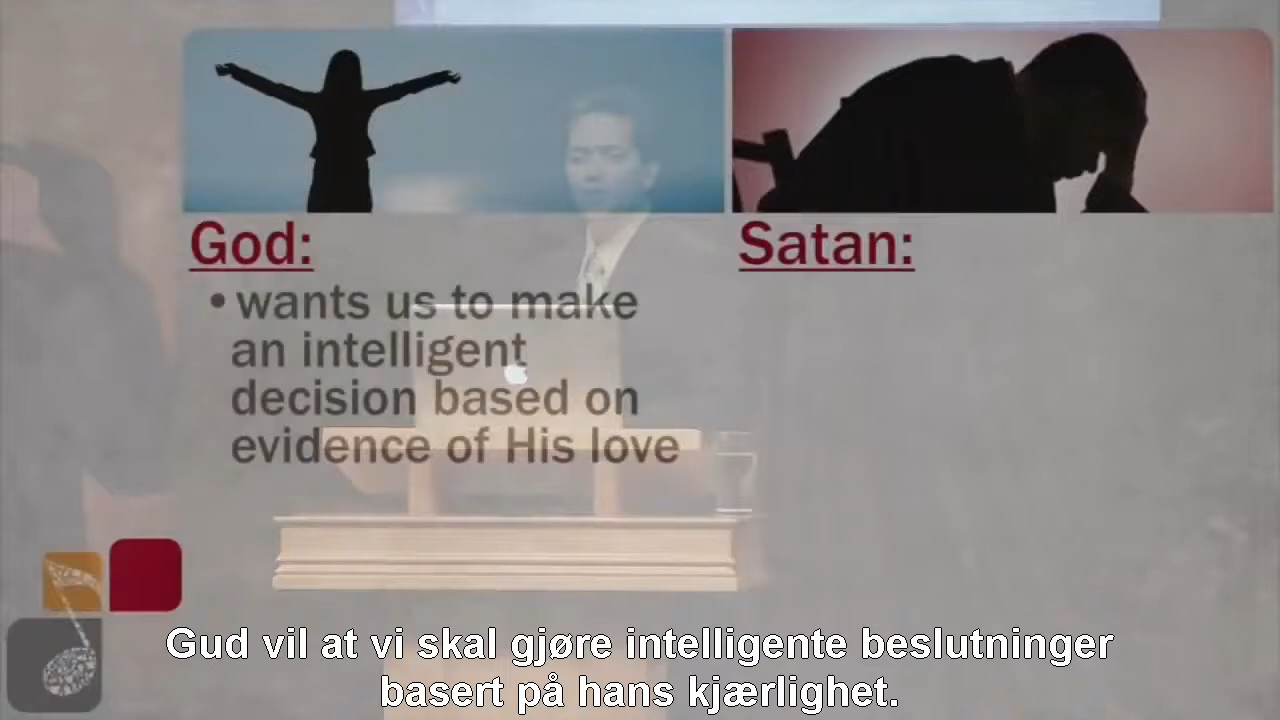 God:
• wants us to make
an intelligent
decision based on
evidence of His love
Satan:
Gud vil at vi skal gjøre intelligente beslutninger
basert på hans kjærlighet.